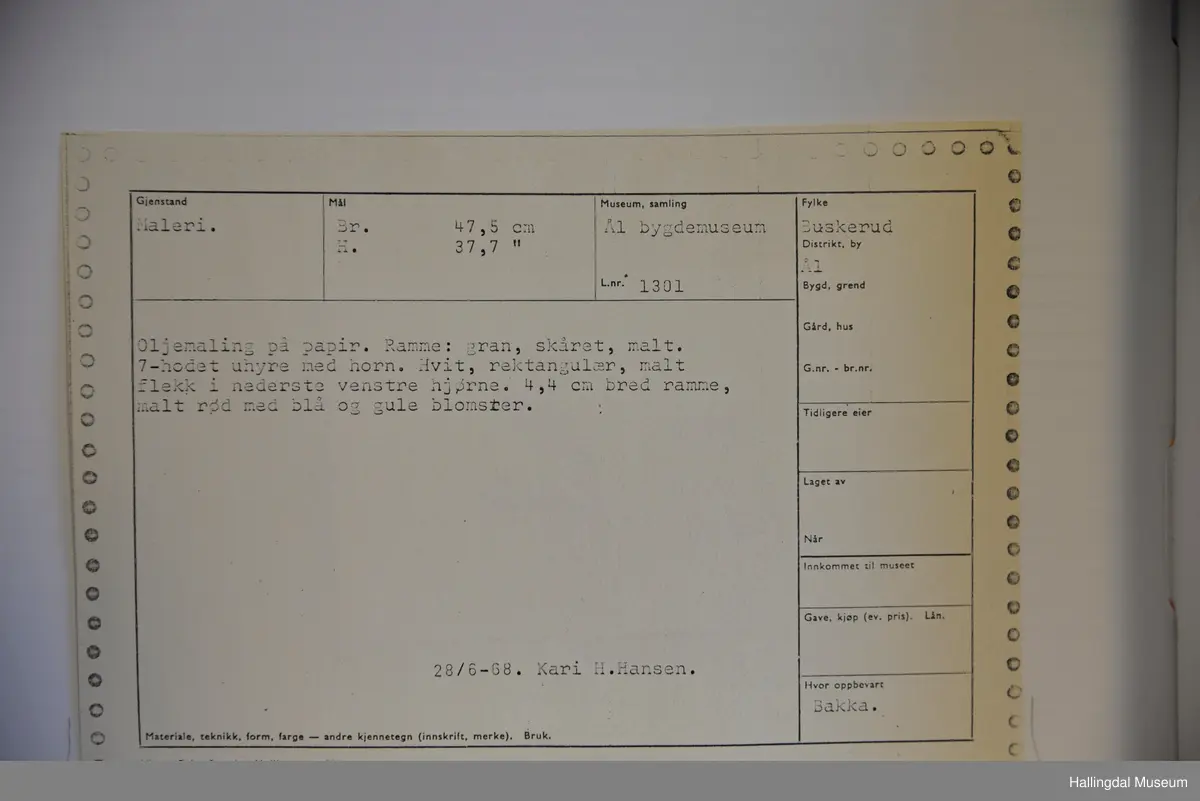 Gjenstand
Maleri.
Mål
Br. 47,5 cm
H. 37,7 "
Museum, samling
Ål bygdemuseum
L.nr. 1301
Fylke
Buskerud
Distrikt, by
Ål
Bygd, grend
Gård, hus
G.nr. - br.nr.
Tidligere eier
Laget av
Når
Innkommet til museet
Gave, kjøp (ev. pris). Lån.
Hvor oppbevart
Bakka.
Oljemaling på papir. Ramme: gran, skåret, malt.
7-hodet uhyre med horn. Hvit, rektangulær, malt
flekk i nederste venstre hjørne. 4,4 cm bred ramme,
malt rød med blå og gule blomster.
28/6-68. Kari H.Hansen.
Materiale, teknikk, form, farge — andre kjennetegn (innskrift, merke). Bruk.
Hallingdal Museum